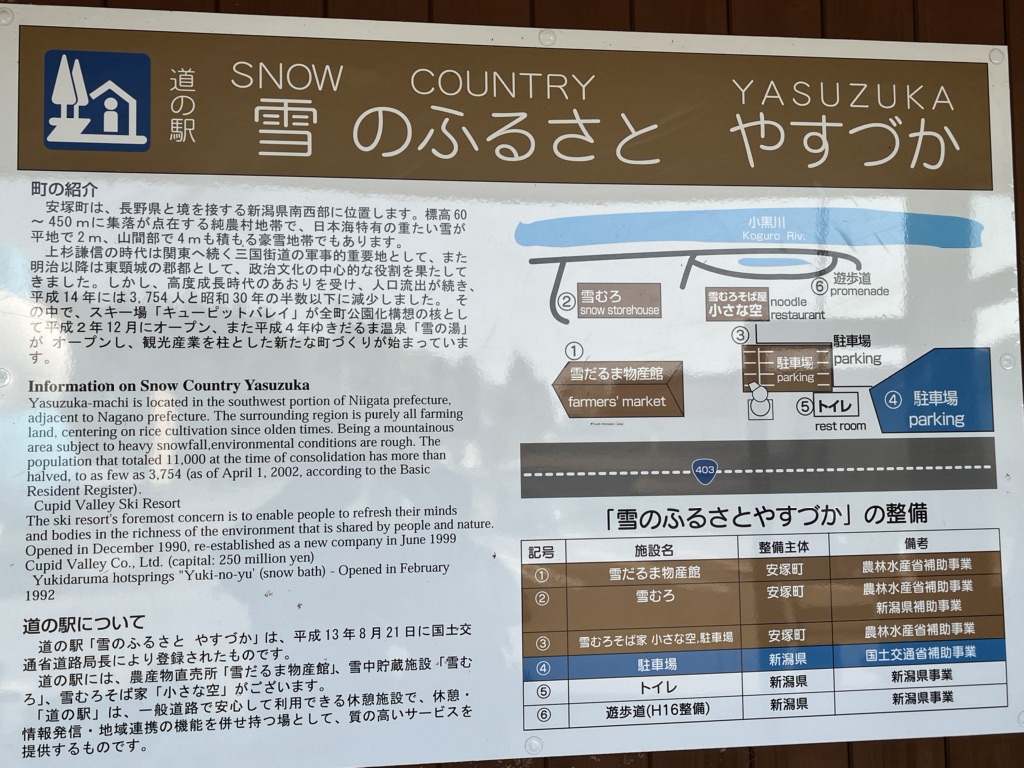 道の駅
SNOW COUNTRY YASUZUKA
雪のふるさと やすづか
町の紹介
安塚町は、長野県と境を接する新潟県南西部に位置します。標高60
～450mに集落が点在する純農村地帯で、日本海特有の重たい雪が
平地で2m、山間部で4mも積もる豪雪地帯でもあります。
上杉謙信の時代は関東へ続く三国街道の軍事的重要地として、また
明治以降は東頸城の郡都として、政治文化の中心的な役割を果たして
きました。しかし、高度成長時代のあおりを受け、人口流出が続き、
平成14年には3,754人と昭和30年の半数以下に減少しました。そ
の中で、スキー場「キューピットバレイ」が全町公園化構想の核とし
て平成2年12月にオープン、また平成4年ゆきだるま温泉「雪の湯」
がオープンし、観光産業を柱とした新たな町づくりが始まっていま
す。
Information on Snow Country Yasuzuka
Yasuzuka-machi is located in the southwest portion of Niigata prefecture,
adjacent to Nagano prefecture. The surrounding region is purely all farming
land, centering on rice cultivation since olden times. Being a mountainous
area subject to heavy snowfall,environmental conditions are rough. The
population that totaled 11,000 at the time of consolidation has more than
halved, to as few as 3,754 (as of April 1, 2002, according to the Basic
Resident Register).
Cupid Valley Ski Resort
The ski resort's foremost concern is to enable people to refresh their minds
and bodies in the richness of the environment that is shared by people and nature.
Opened in December 1990, re-established as a new company in June 1999
Cupid Valley Co., Ltd. (capital: 250 million yen)
Yukidaruma hotsprings "Yuki-no-yu' (snow bath) - Opened in February
1992
道の駅について
道の駅「雪のふるさと やすづか」は、平成13年8月21日に国土交
通省道路局長により登録されたものです。
道の駅には、農産物直売所「雪だるま物産館」、雪中貯蔵施設「雪む
ろ」、雪むろそば家「小さな空」がございます。
「道の駅」は、一般道路で安心して利用できる休憩施設で、休憩・
情報発信・地域連携の機能を併せ持つ場として、質の高いサービスを
提供するものです。
小黒川
Koguro Riv.
② 雪むろ
snow storehouse
雪むろそば屋
小さな空
noodle
restaurant
⑥ 遊歩道
promenade
③
駐車場
parking
駐車場
parking
①
雪だるま物産館
farmers' market
⑤ トイレ
rest room
④ 駐車場
parking
403
「雪のふるさとやすづか」の整備
記号 施設名 整備主体 備考
① 雪だるま物産館 安塚町 農林水産省補助事業
② 雪むろ 安塚町 農林水産省補助事業
新潟県補助事業
③ 雪むろそば家 小さな空,駐車場 安塚町 農林水産省補助事業
④ 駐車場 新潟県 国土交通省補助事業
⑤ トイレ 新潟県 新潟県事業
⑥ 遊歩道(H16整備) 新潟県 新潟県事業